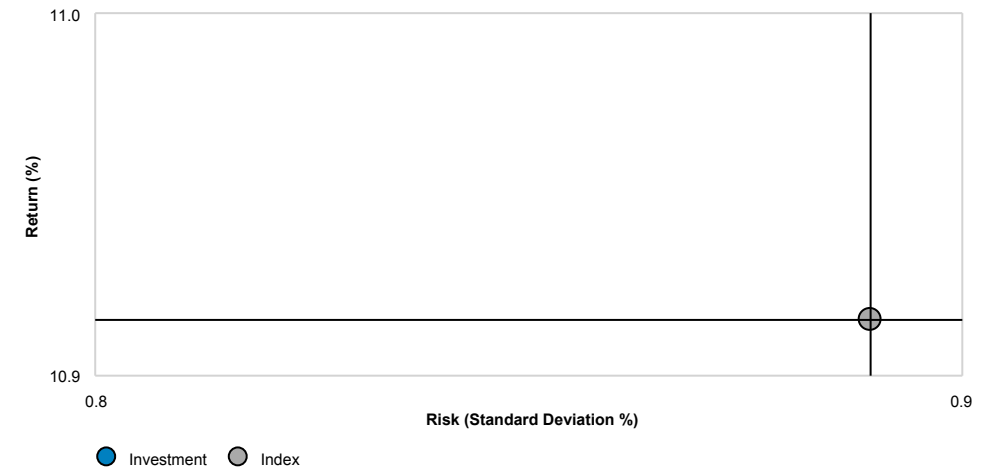 11.0
Return (%)
10.9
0.8
0.9
Risk (Standard Deviation %)
Investment
Index